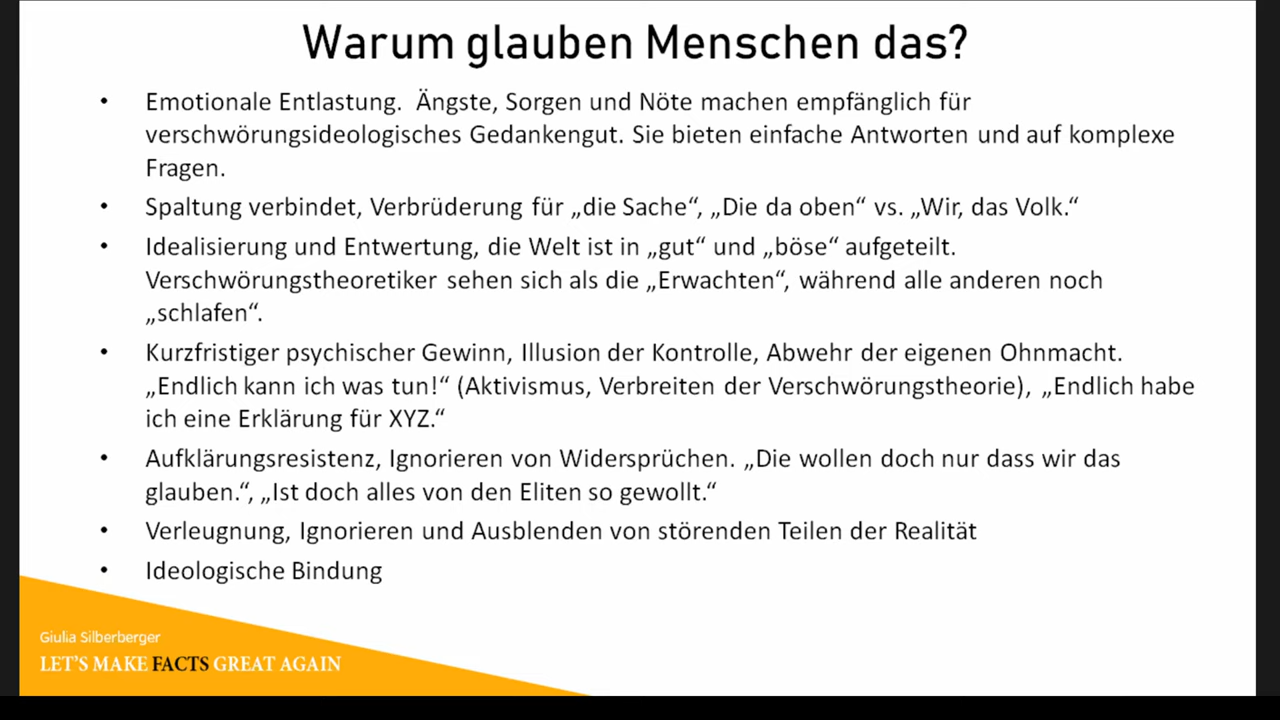 Warum glauben Menschen das?
• Emotionale Entlastung.  Ängste, Sorgen und Nöte machen empfänglich für
verschwörungsideologisches Gedankengut. Sie bieten einfache Antworten und auf komplexe
Fragen.
• Spaltung verbindet, Verbrüderung für „die Sache“, „Die da oben“ vs. „Wir, das Volk.“
• Idealisierung und Entwertung, die Welt ist in „gut“ und „böse“ aufgeteilt.
Verschwörungstheoretiker sehen sich als die „Erwachten“, während alle anderen noch
„schlafen“.
• Kurzfristiger psychischer Gewinn, Illusion der Kontrolle, Abwehr der eigenen Ohnmacht.
„Endlich kann ich was tun!“ (Aktivismus, Verbreiten der Verschwörungstheorie), „Endlich habe
ich eine Erklärung für XYZ.“
• Aufklärungsresistenz, Ignorieren von Widersprüchen. „Die wollen doch nur dass wir das
glauben.“, „Ist doch alles von den Eliten so gewollt.“
• Verleugnung, Ignorieren und Ausblenden von störenden Teilen der Realität
• Ideologische Bindung
Giulia Silberberger
LET’S MAKE FACTS GREAT AGAIN